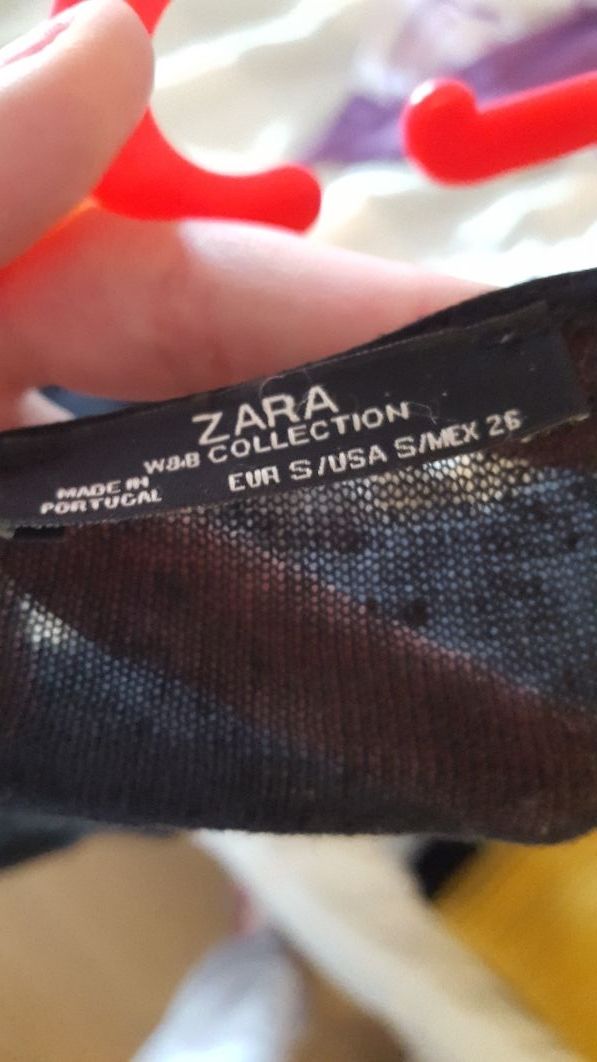 ZARA
W&B COLLECTION
MADE IN
PORTUGAL
EUR S/USA S/MEX 26